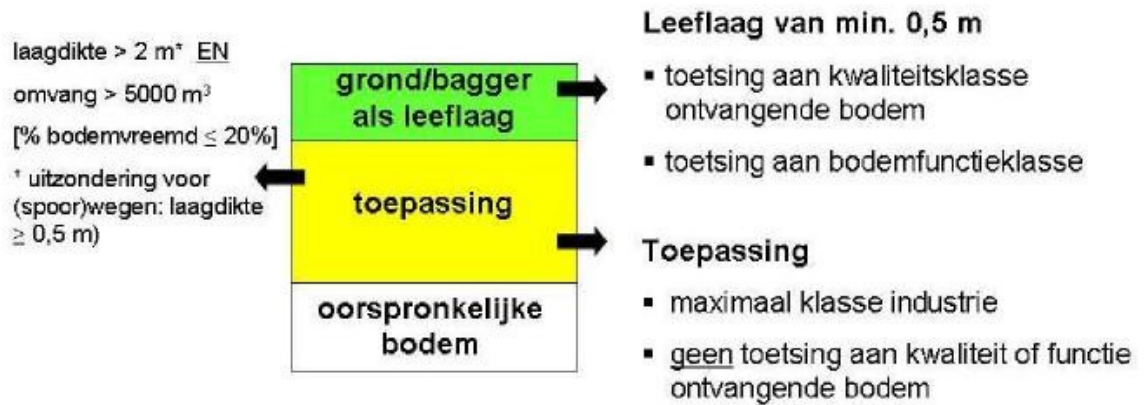 laagdikte > 2 m* EN
omvang > 5000 m³
[% bodemvreemd ≤ 20%]
* uitzondering voor
(spoor)wegen: laagdikte
≥ 0,5 m)
grond/bagger
als leeflaag
toepassing
oorspronkelijke
bodem
Leeflaag van min. 0,5 m
▪ toetsing aan kwaliteitsklasse
ontvangende bodem
▪ toetsing aan bodemfunctieklasse
Toepassing
▪ maximaal klasse industrie
▪ geen toetsing aan kwaliteit of functie
ontvangende bodem